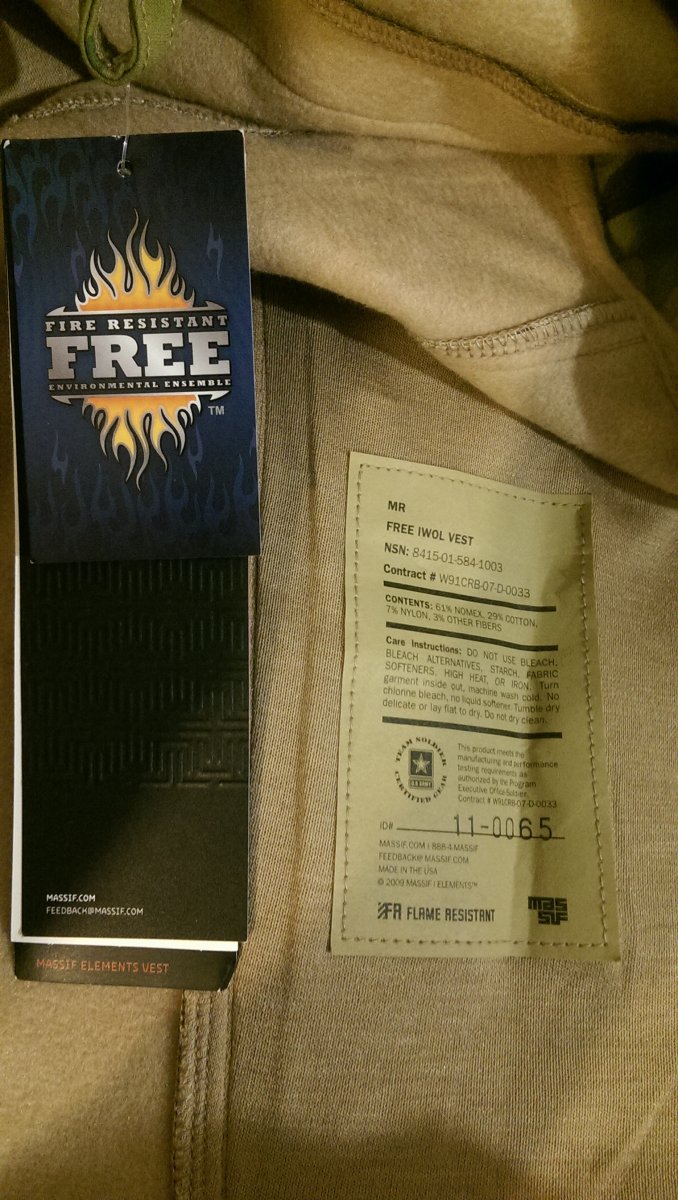 FIRE RESISTANT
FREE
ENVIRONMENTAL ENSEMBLE
TM
MASSIF.COM
FEEDBACK@MASSIF.COM
MASSIF ELEMENTS VEST
MR
FREE IWOL VEST
NSN: 8415-01-584-1003
Contract # W91CRB-07-D-0033
CONTENTS: 61% NOMEX, 29% COTTON,
7% NYLON, 3% OTHER FIBERS
Care Instructions: DO NOT USE BLEACH,
BLEACH ALTERNATIVES, STARCH, FABRIC
SOFTENERS, HIGH HEAT, OR IRON. Turn
garment inside out, machine wash cold. No
chlorine bleach, no liquid softener. Tumble dry
delicate or lay flat to dry. Do not dry clean.
TEAM SOLDIER
U.S.ARMY
CERTIFIED GEAR
This product meets the
manufacturing and performance
testing requirements as
authorized by the Program
Executive Office-Soldier.
Contract # W91CRB-07-D-0033
ID# 11-0065
MASSIF.COM | 888-4-MASSIF
FEEDBACK@MASSIF.COM
MADE IN THE USA
© 2009 MASSIF | ELEMENTS™
FR FLAME RESISTANT
mas
sif